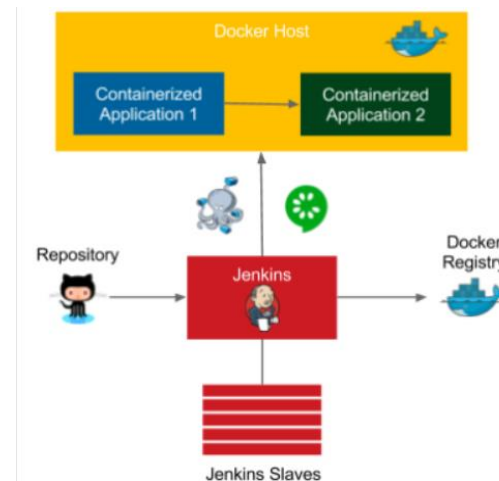 Docker Host
Containerized
Application 1
Containerized
Application 2
Repository
Jenkins
Docker
Registry
Jenkins Slaves